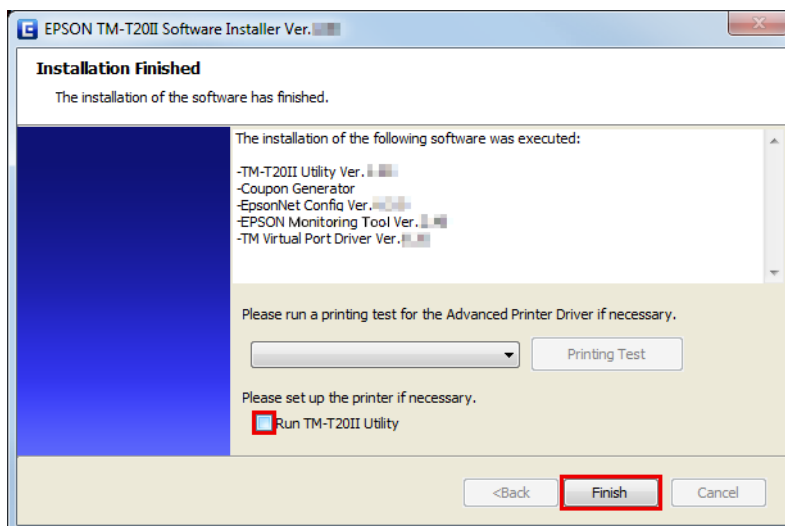 EPSON TM-T20II Software Installer Ver.
Installation Finished
The installation of the software has finished.
The installation of the following software was executed:
-TM-T20II Utility Ver.
-Coupon Generator
-EpsonNet Config Ver.
-EPSON Monitoring Tool Ver.
-TM Virtual Port Driver Ver.
Please run a printing test for the Advanced Printer Driver if necessary.
Printing Test
Please set up the printer if necessary.
Run TM-T20II Utility
<Back Finish Cancel